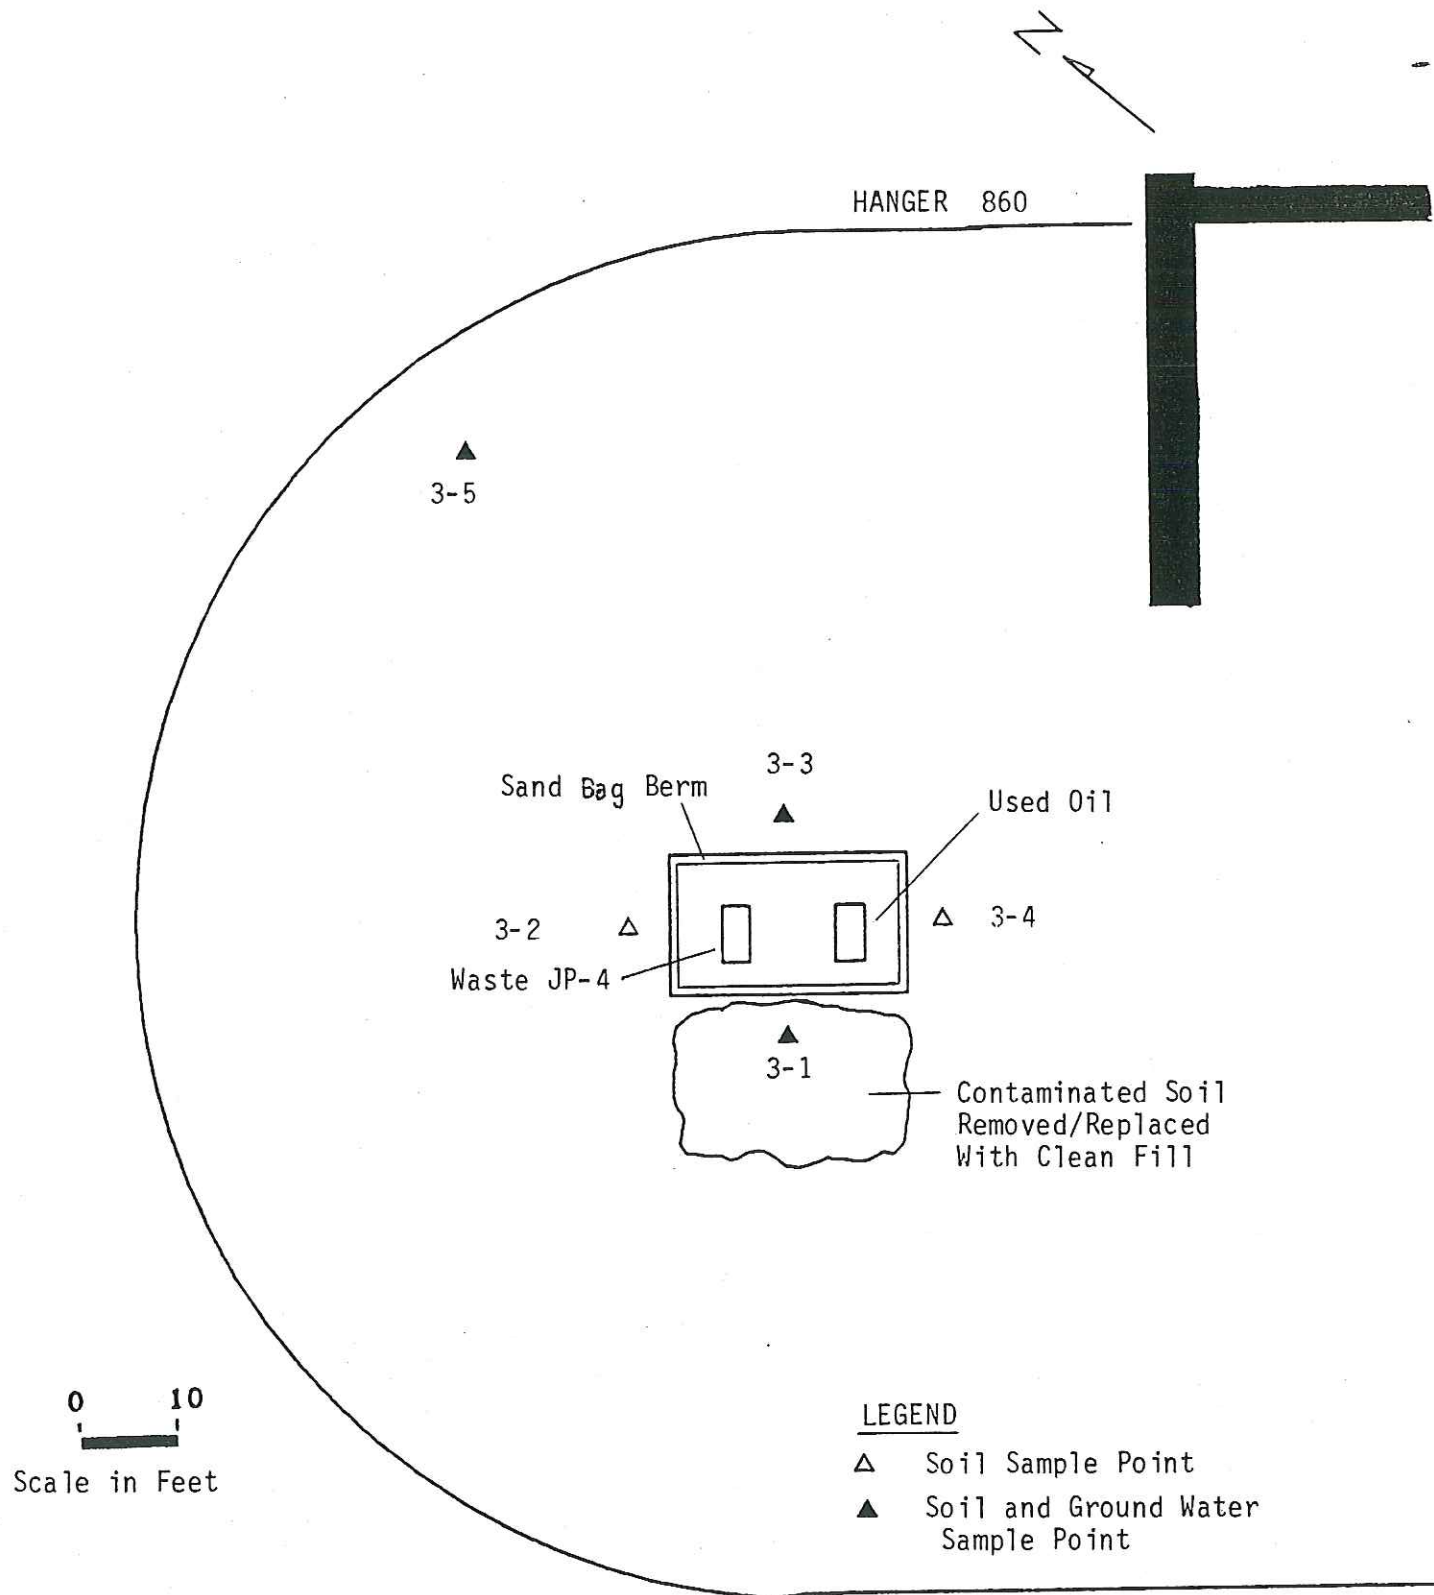 N
HANGER 860
3-5
3-3
Sand Bag Berm
Used Oil
3-2
3-4
Waste JP-4
3-1
Contaminated Soil
Removed/Replaced
With Clean Fill
0 10
Scale in Feet
LEGEND
Soil Sample Point
Soil and Ground Water
Sample Point